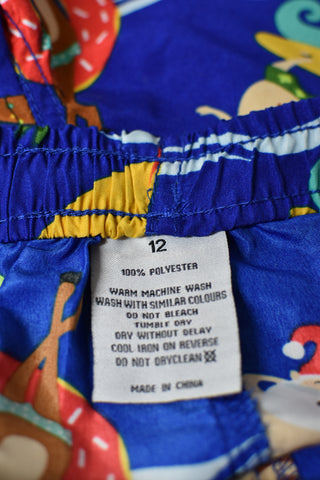 12
100% POLYESTER
WARM MACHINE WASH
WASH WITH SIMILAR COLOURS
DO NOT BLEACH
TUMBLE DRY
DRY WITHOUT DELAY
COOL IRON ON REVERSE
DO NOT DRYCLEAN
MADE IN CHINA